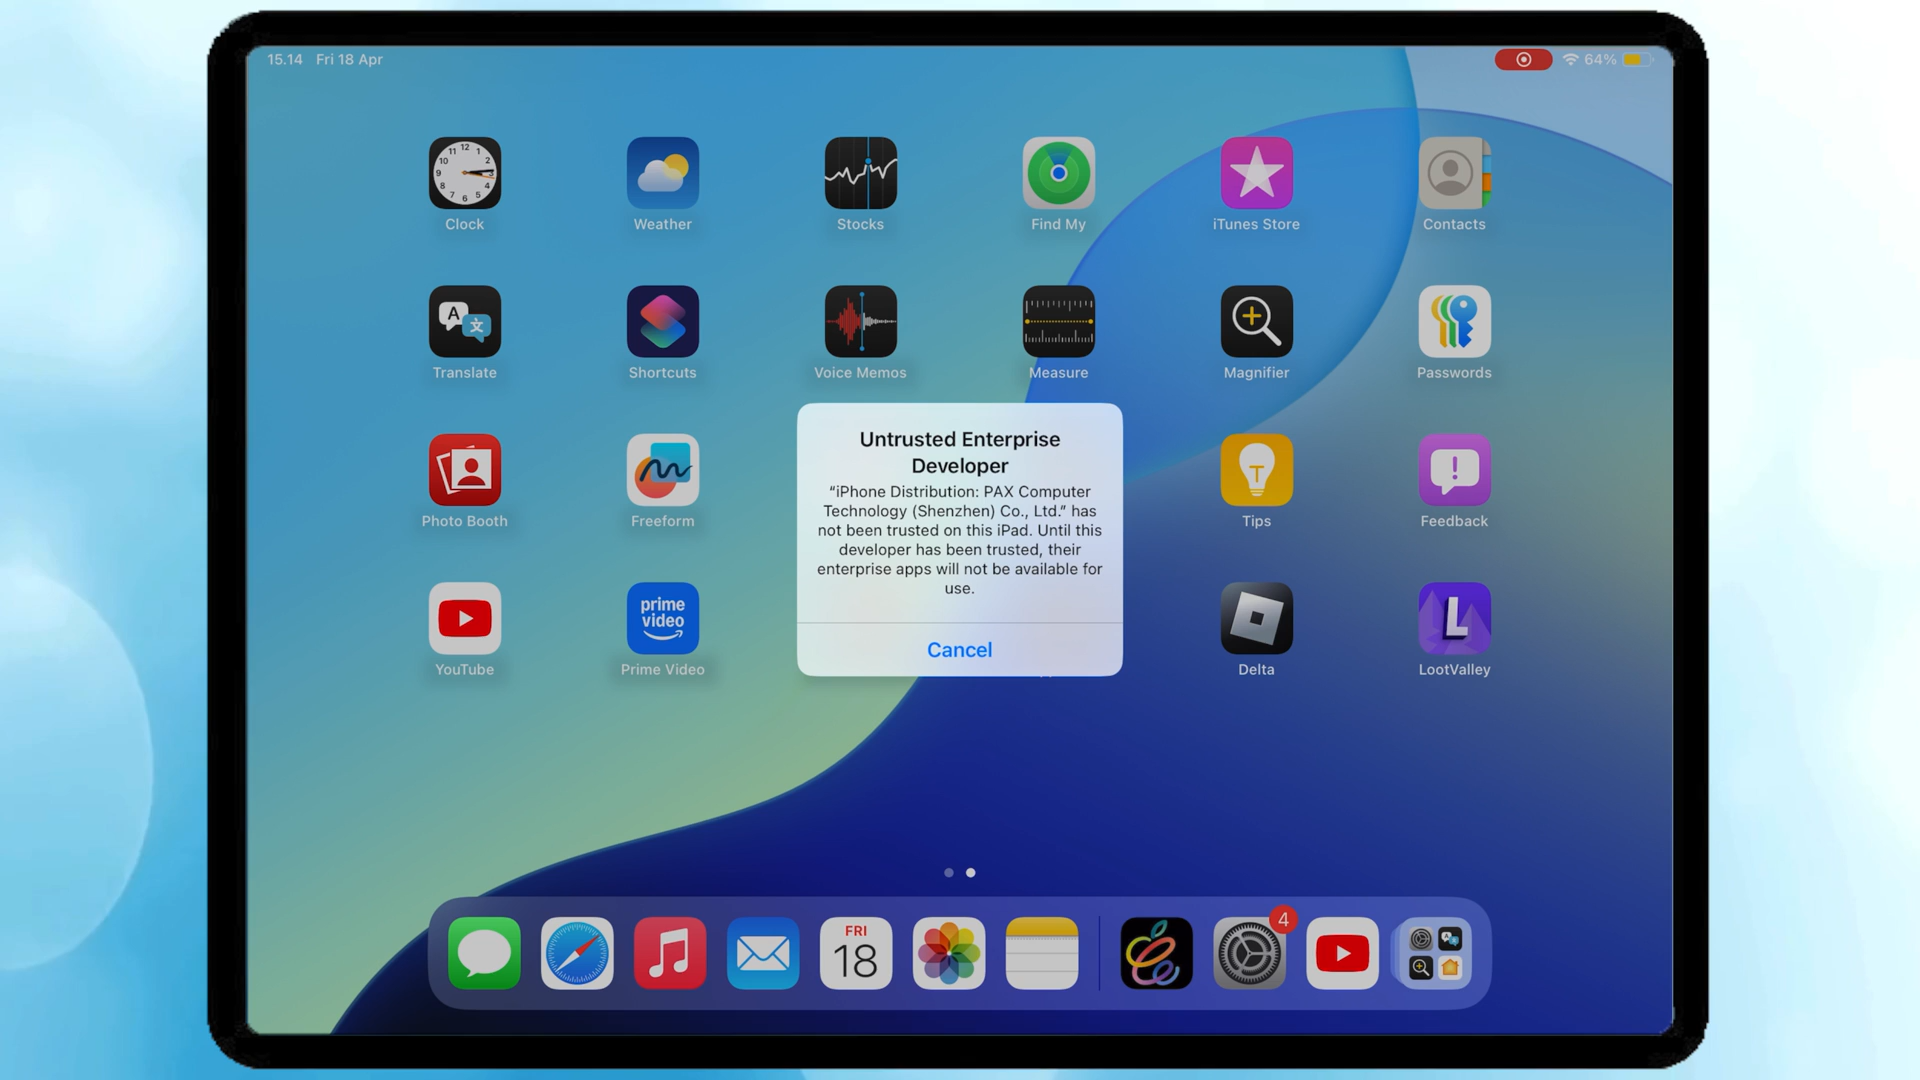 15.14 Fri 18 Apr
64%
Clock
Weather
Stocks
Find My
iTunes Store
Contacts
Translate
Shortcuts
Voice Memos
Measure
Magnifier
Passwords
Untrusted Enterprise
Developer
“iPhone Distribution: PAX Computer
Technology (Shenzhen) Co., Ltd.” has
not been trusted on this iPad. Until this
developer has been trusted, their
enterprise apps will not be available for
use.
Cancel
Photo Booth
Freeform
Tips
Feedback
prime
video
YouTube
Prime Video
Delta
L
LootValley
FRI
18
4